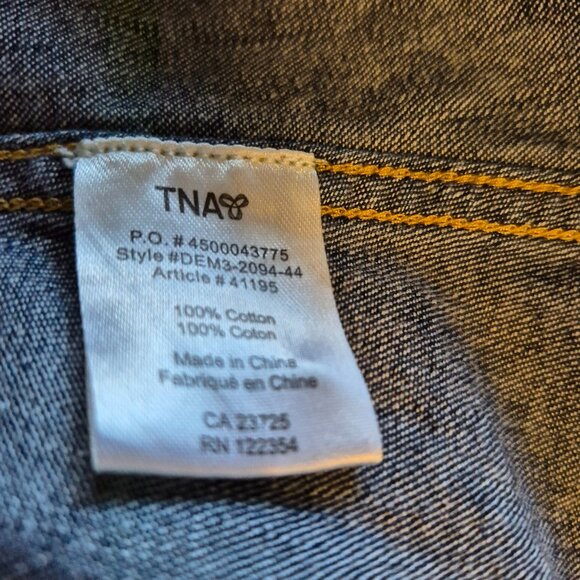 TNA
P.O. # 4500043775
Style #DEM3-2094-44
Article # 41195
100% Cotton
100% Coton
Made in China
Fabriqué en Chine
CA 23725
RN 122354